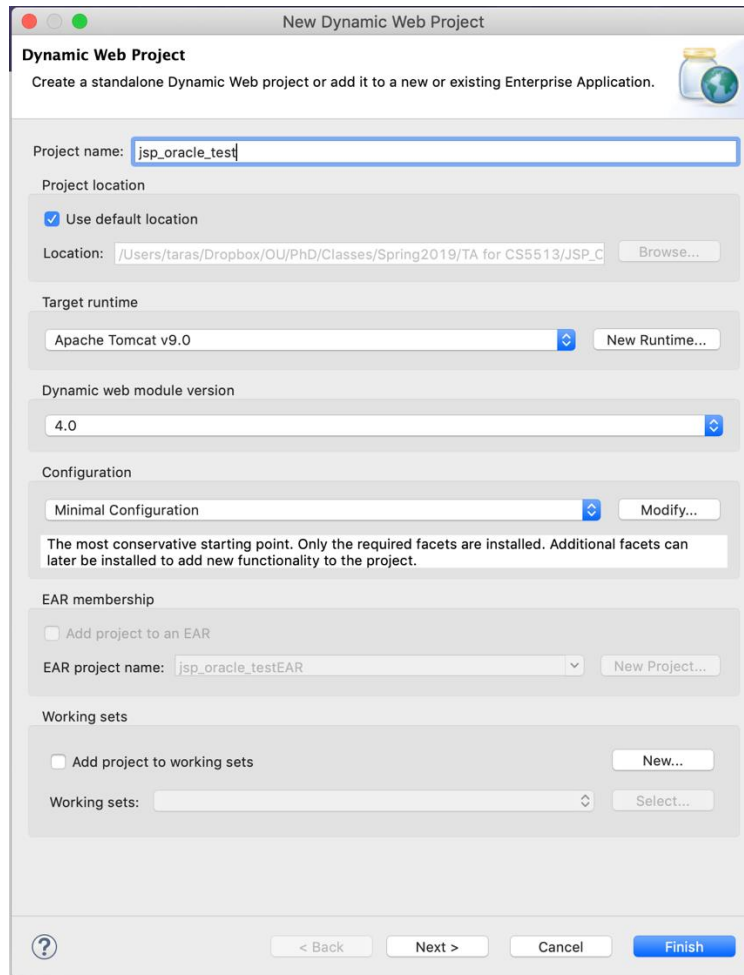 New Dynamic Web Project
Dynamic Web Project
Create a standalone Dynamic Web project or add it to a new or existing Enterprise Application.
Project name: jsp_oracle_test
Project location
Use default location
Location: /Users/taras/Dropbox/OU/PhD/Classes/Spring2019/TA for CS5513/JSP_C Browse...
Target runtime
Apache Tomcat v9.0 New Runtime...
Dynamic web module version
4.0
Configuration
Minimal Configuration Modify...
The most conservative starting point. Only the required facets are installed. Additional facets can
later be installed to add new functionality to the project.
EAR membership
Add project to an EAR
EAR project name: jsp_oracle_testEAR New Project...
Working sets
Add project to working sets New...
Working sets: Select...
? < Back Next > Cancel Finish